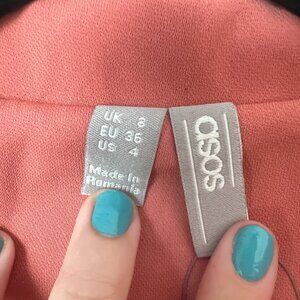 UK 8
EU 36
US 4
Made In
Romania
asos